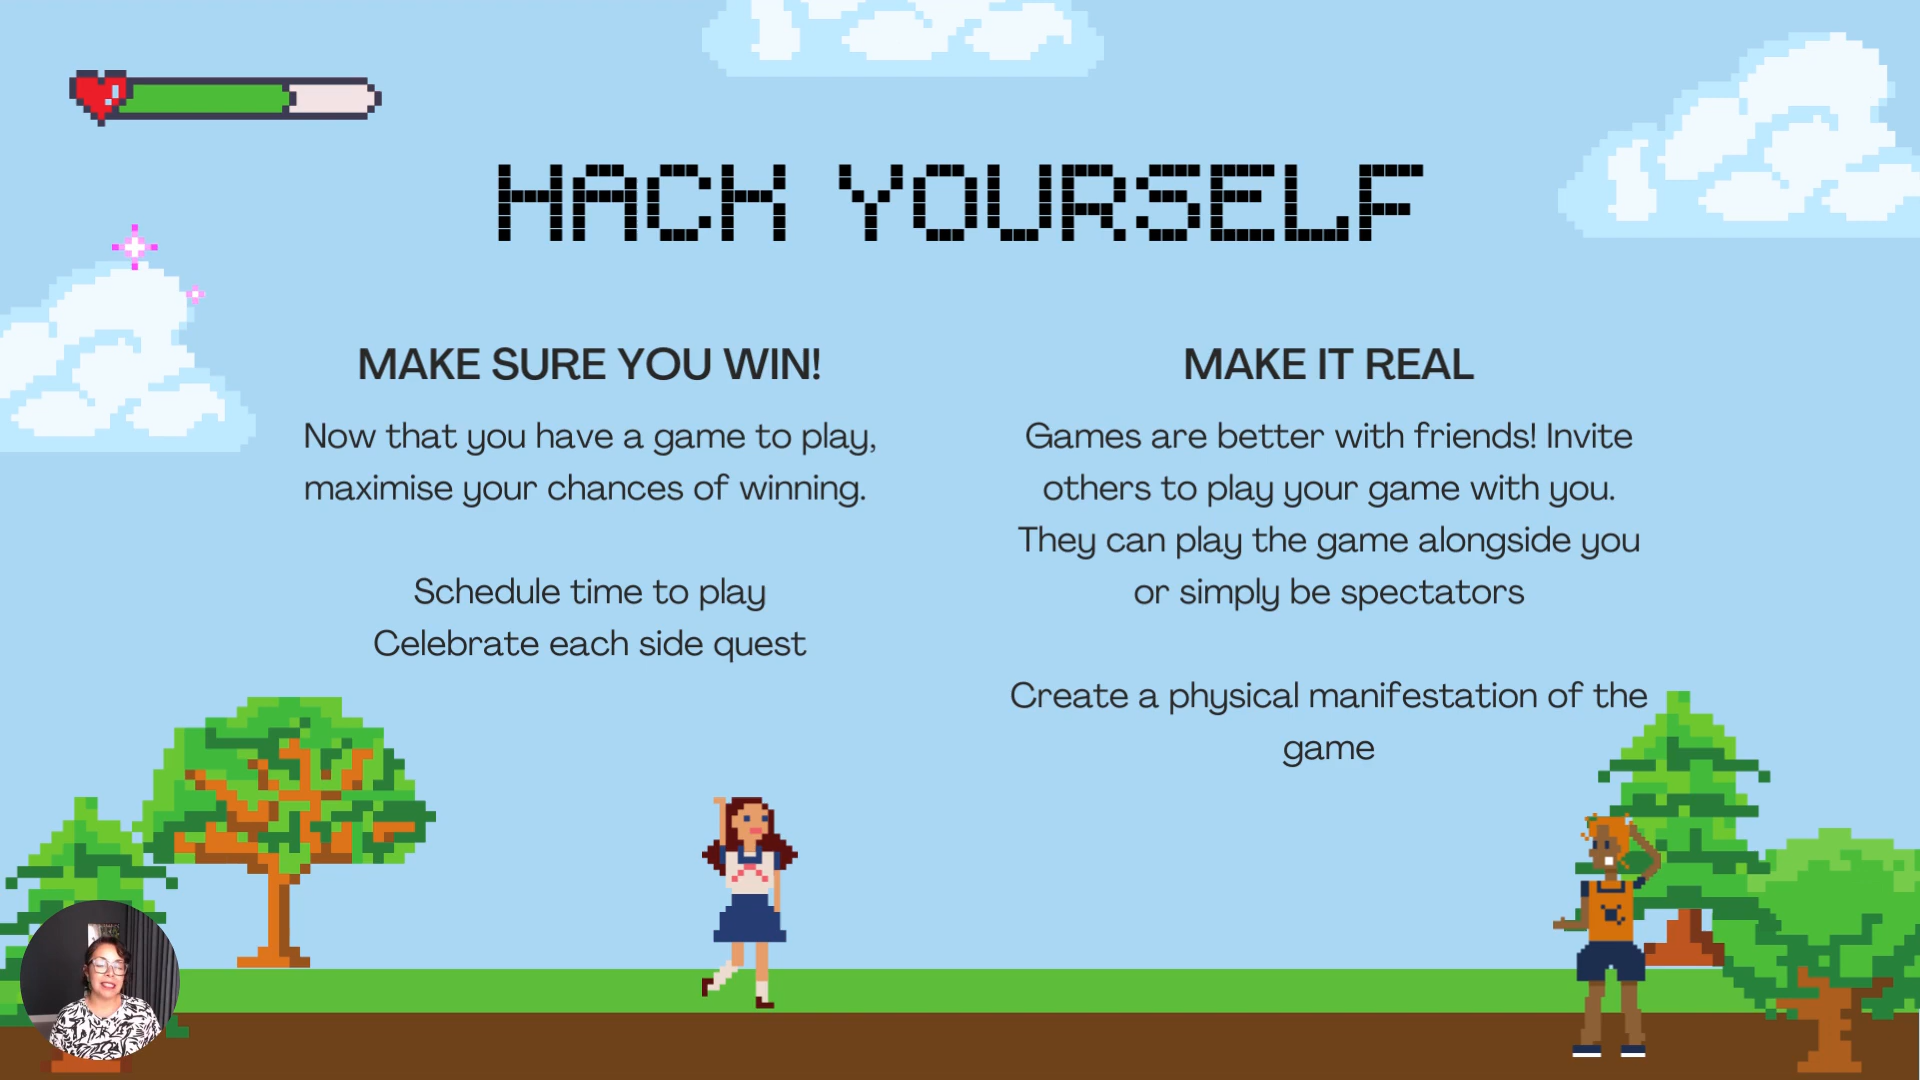 HACK YOURSELF
MAKE SURE YOU WIN!
Now that you have a game to play,
maximise your chances of winning.
Schedule time to play
Celebrate each side quest
MAKE IT REAL
Games are better with friends! Invite
others to play your game with you.
They can play the game alongside you
or simply be spectators
Create a physical manifestation of the
game